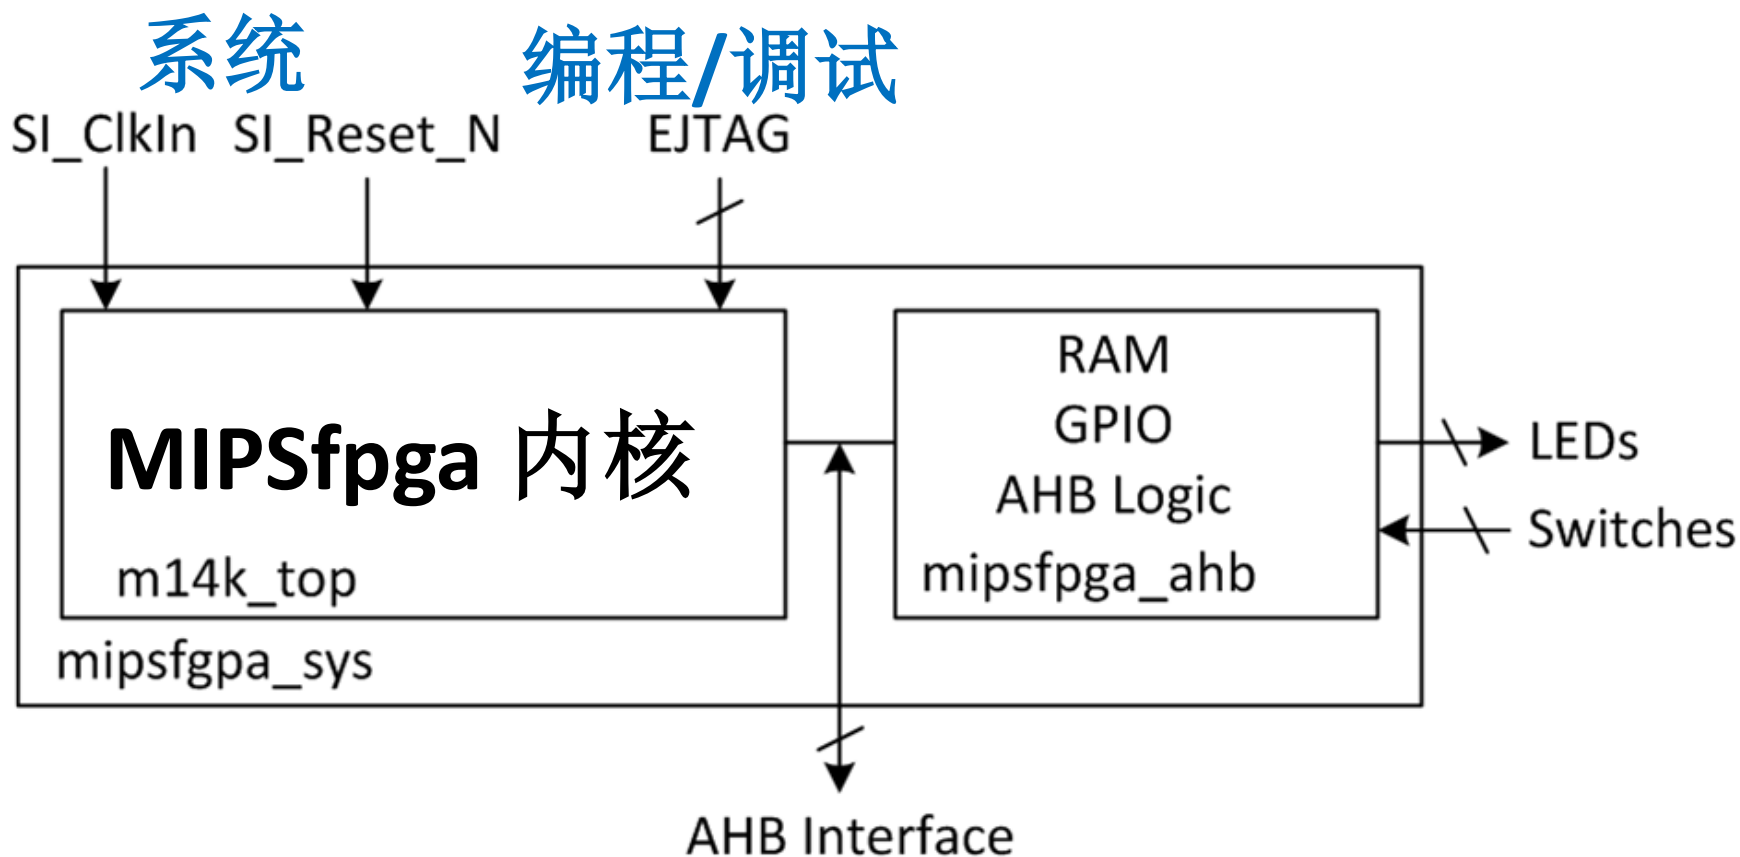 系统
编程/调试
SI_ClkIn
SI_Reset_N
EJTAG
MIPSfpga 内核
m14k_top
mipsfgpa_sys
RAM
GPIO
AHB Logic
mipsfpga_ahb
LEDs
Switches
AHB Interface